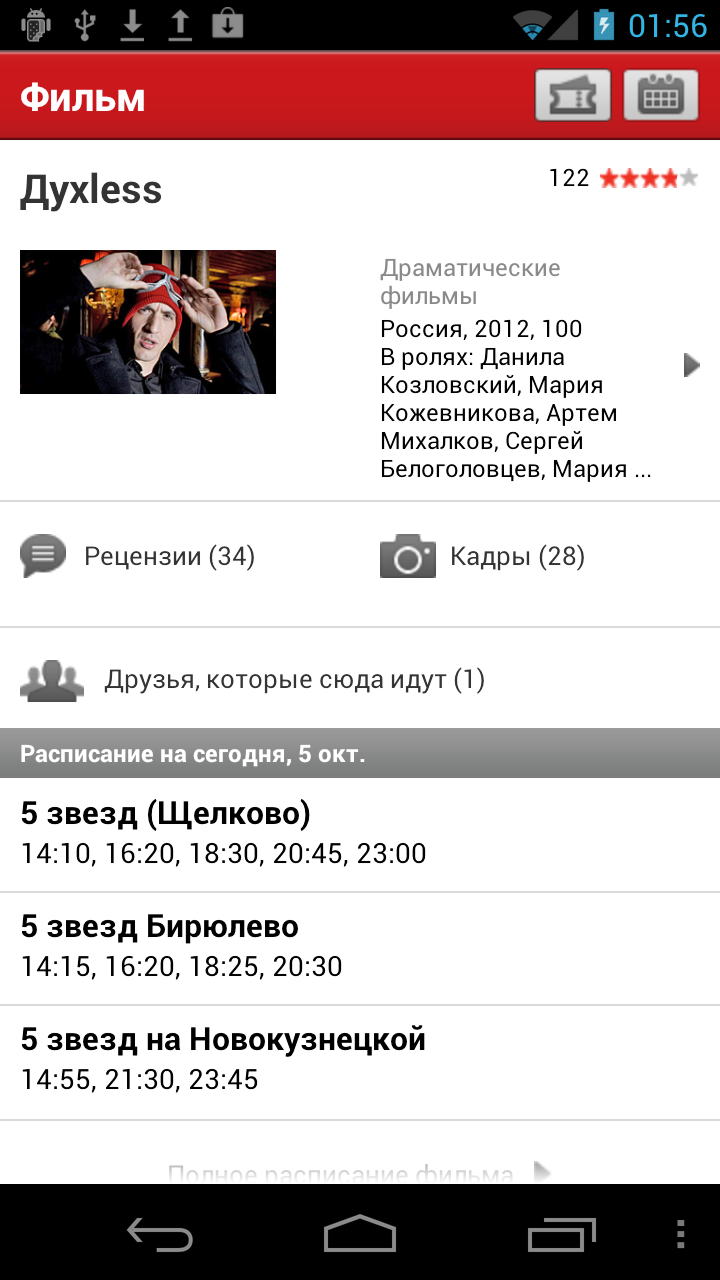 01:56
Фильм
Духless
122
Драматические
фильмы
Россия, 2012, 100
В ролях: Данила
Козловский, Мария
Кожевникова, Артем
Михалков, Сергей
Белоголовцев, Мария ...
Рецензии (34)
Кадры (28)
Друзья, которые сюда идут (1)
Расписание на сегодня, 5 окт.
5 звезд (Щелково)
14:10, 16:20, 18:30, 20:45, 23:00
5 звезд Бирюлево
14:15, 16:20, 18:25, 20:30
5 звезд на Новокузнецкой
14:55, 21:30, 23:45
Полное расписание фильма